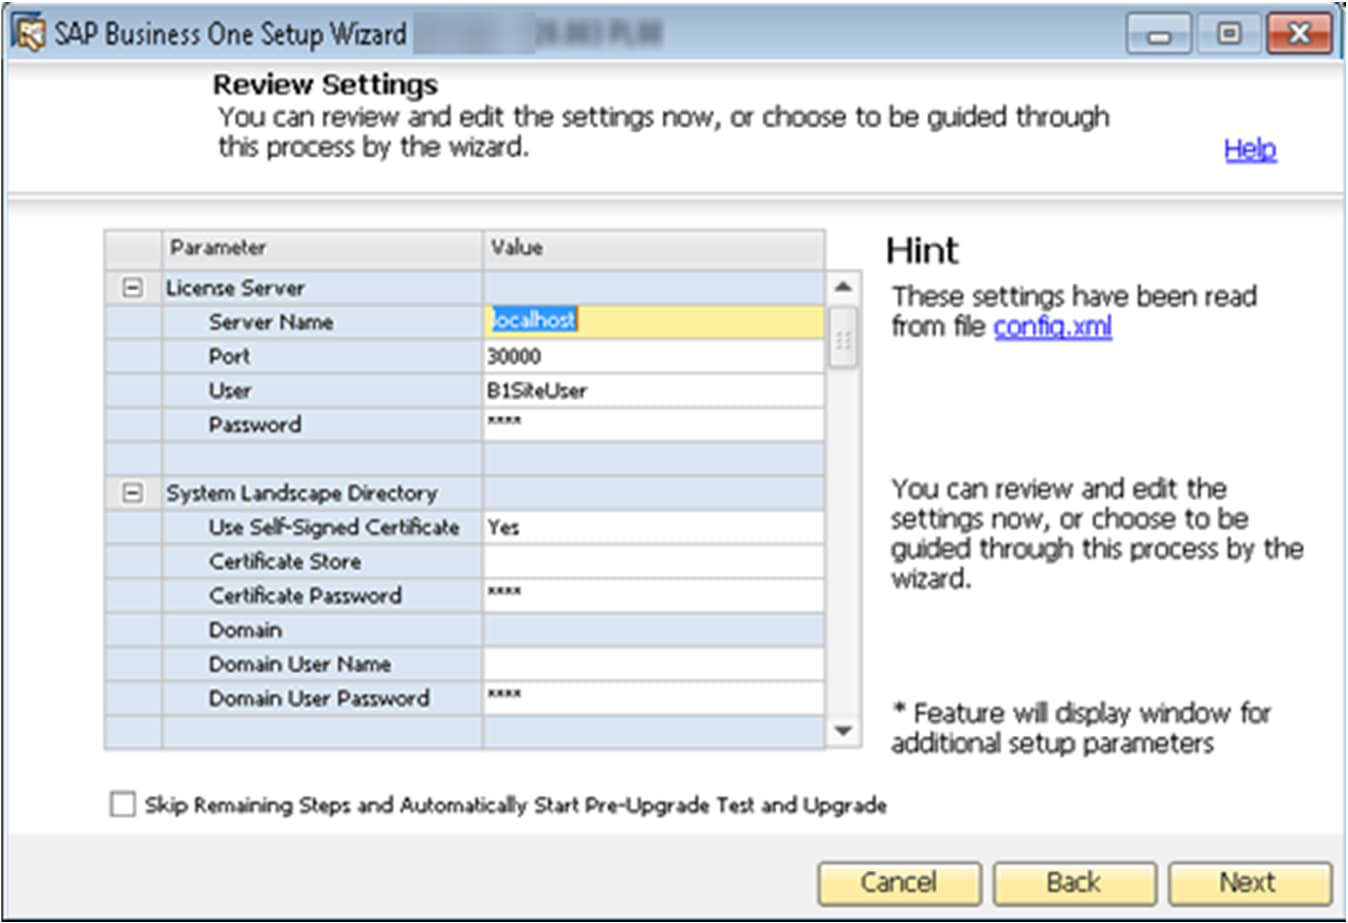 SAP Business One Setup Wizard
Review Settings
You can review and edit the settings now, or choose to be guided through
this process by the wizard.
Help
Parameter Value
License Server
Server Name localhost
Port 30000
User B1SiteUser
Password ****
System Landscape Directory
Use Self-Signed Certificate Yes
Certificate Store
Certificate Password ****
Domain
Domain User Name
Domain User Password ****
Hint
These settings have been read
from file config.xml
You can review and edit the
settings now, or choose to be
guided through this process by the
wizard.
* Feature will display window for
additional setup parameters
Skip Remaining Steps and Automatically Start Pre-Upgrade Test and Upgrade
Cancel Back Next